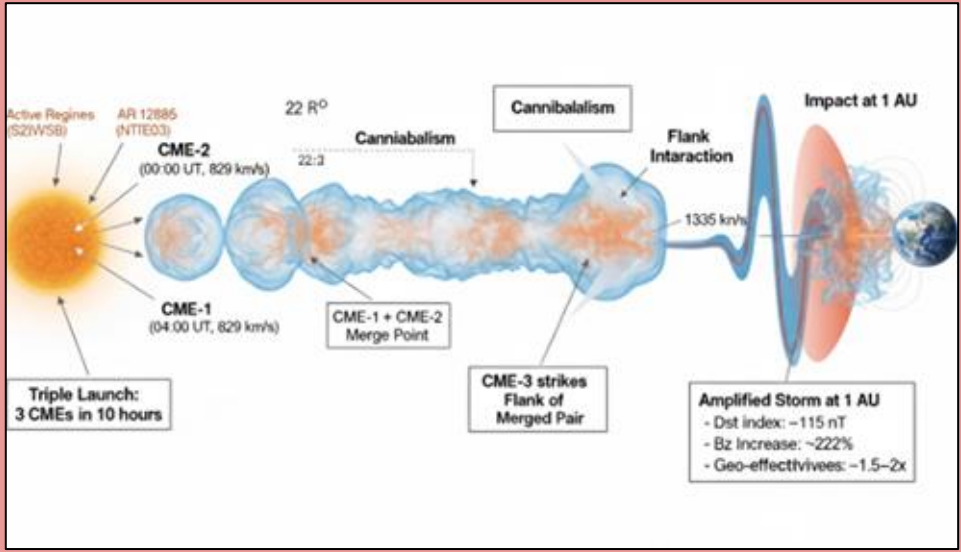 Active Regines
(S2IWSB)
AR 12885
(NTTE03)
CME-2
(00:00 UT, 829 km/s)
22 R⁰
Canniabalism
22:3
Cannibalalism
Flank
Intaraction
Impact at 1 AU
1335 kn/s
CME-1
(04:00 UT, 829 km/s)
CME-1 + CME-2
Merge Point
Triple Launch:
3 CMEs in 10 hours
CME-3 strikes
Flank of
Merged Pair
Amplified Storm at 1 AU
- Dst index: –115 nT
- Bz Increase: ~222%
- Geo-effectivivees: –1.5–2x